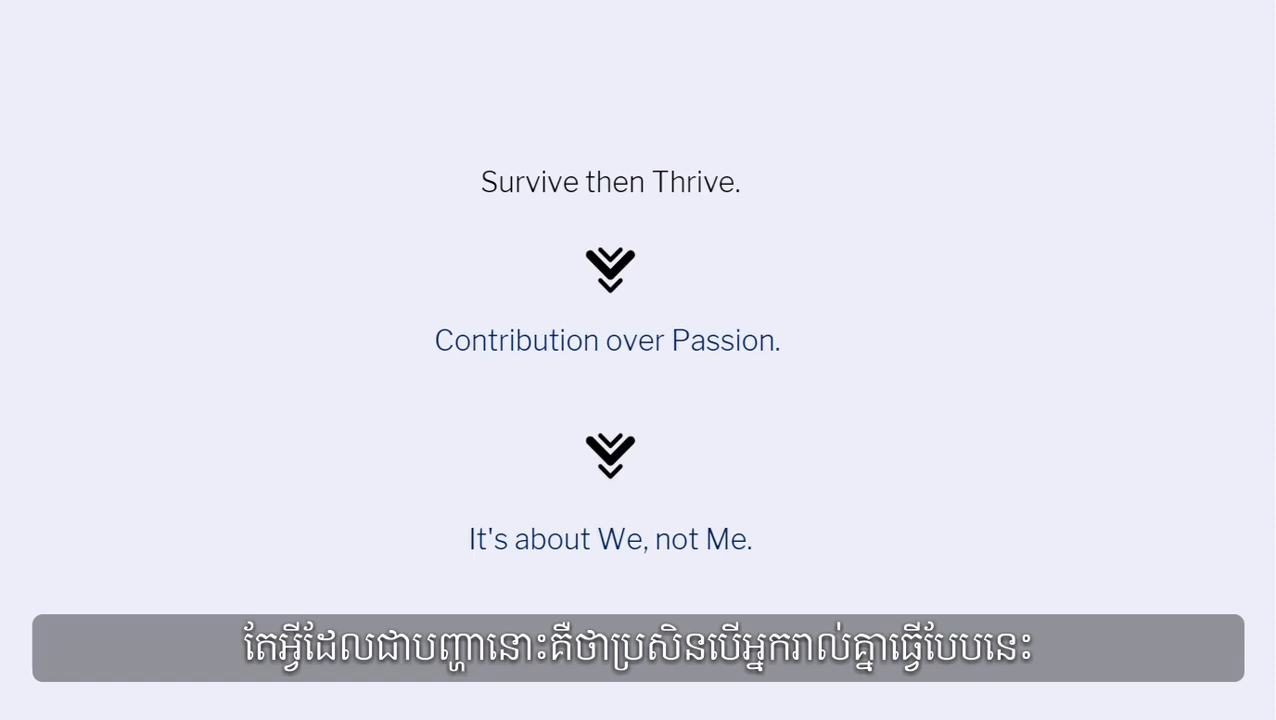 Survive then Thrive.
Contribution over Passion.
It's about We, not Me.
តែអ្វីដែលជាបញ្ហានោះគឺថាប្រសិនបើអ្នករាល់គ្នាធ្វើបែបនេះ